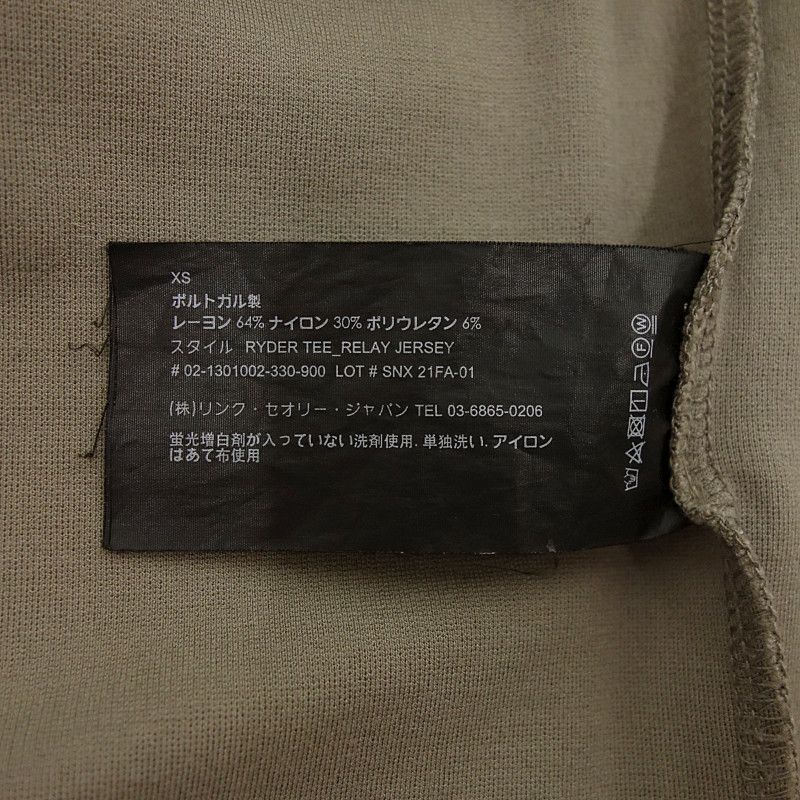 XS
ポルトガル製
レーヨン 64% ナイロン 30% ポリウレタン 6%
スタイル RYDER TEE_RELAY JERSEY
# 02-1301002-330-900 LOT # SNX 21FA-01
(株)リンク・セオリー・ジャパン TEL 03-6865-0206
蛍光増白剤が入っていない洗剤使用. 単独洗い. アイロン
はあて布使用
W
F